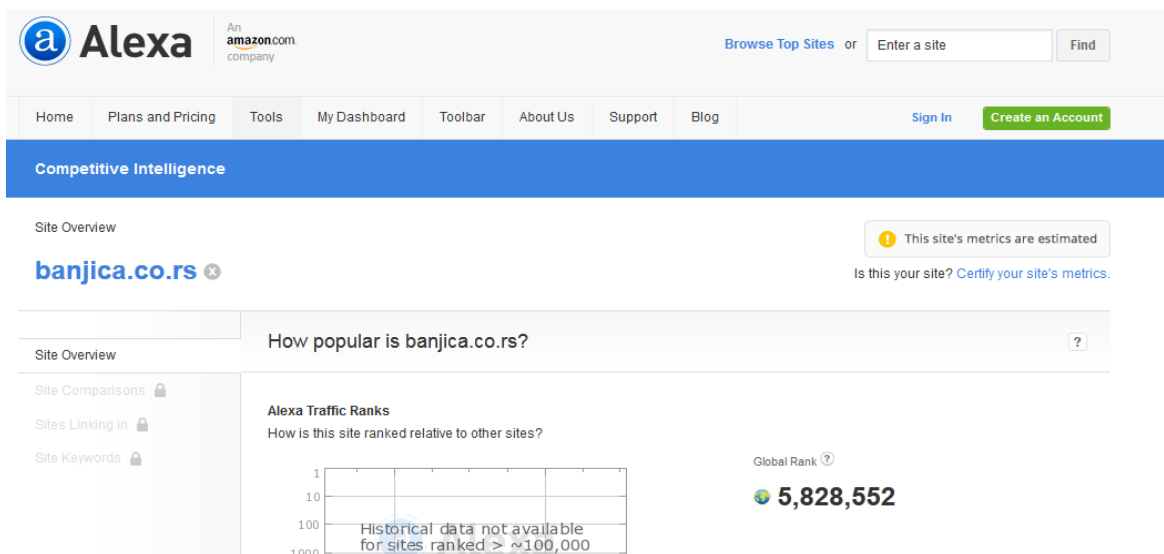 a Alexa
An
amazon.com
company
Browse Top Sites or Enter a site Find
Home Plans and Pricing Tools My Dashboard Toolbar About Us Support Blog Sign In Create an Account
Competitive Intelligence
Site Overview
! This site's metrics are estimated
banjica.co.rs x
Is this your site? Certify your site's metrics.
How popular is banjica.co.rs? ?
Site Overview
Site Comparisons
Sites Linking in
Site Keywords
Alexa Traffic Ranks
How is this site ranked relative to other sites?
1
10
100
1000
Historical data not available
for sites ranked > ~100,000
Global Rank ?
5,828,552